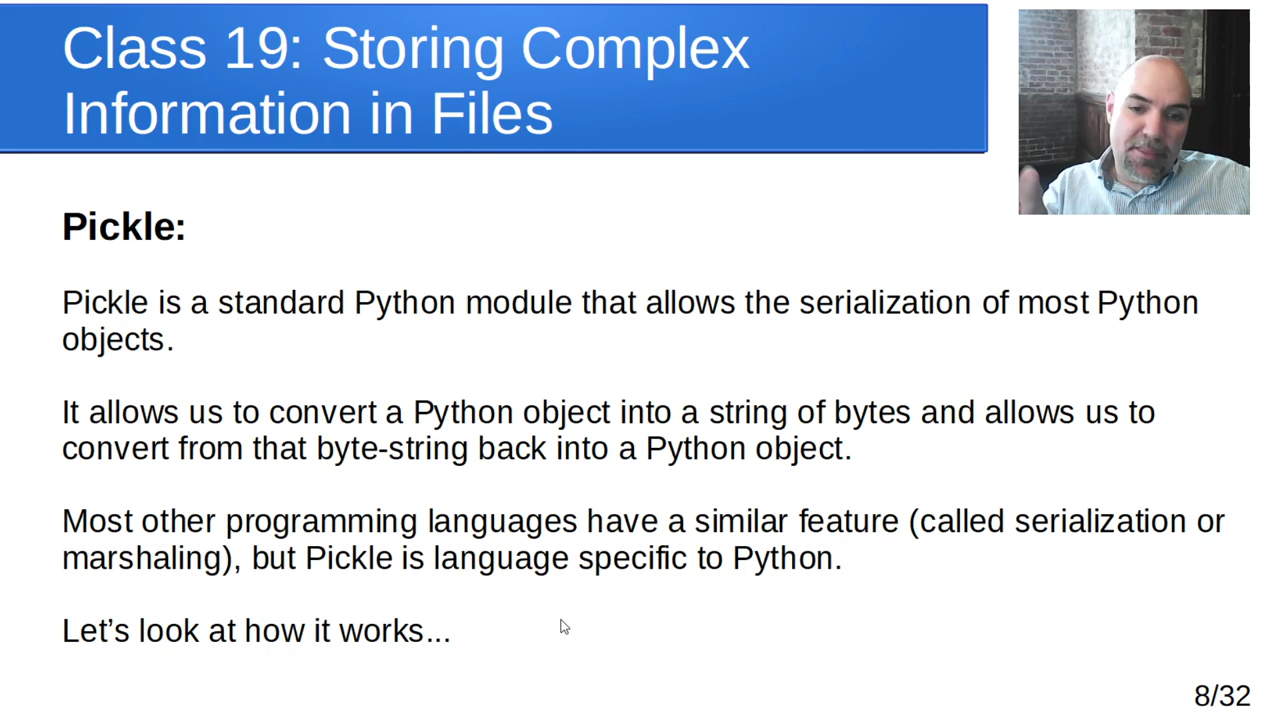 Class 19: Storing Complex
Information in Files
Pickle:
Pickle is a standard Python module that allows the serialization of most Python
objects.
It allows us to convert a Python object into a string of bytes and allows us to
convert from that byte-string back into a Python object.
Most other programming languages have a similar feature (called serialization or
marshaling), but Pickle is language specific to Python.
Let’s look at how it works...
8/32